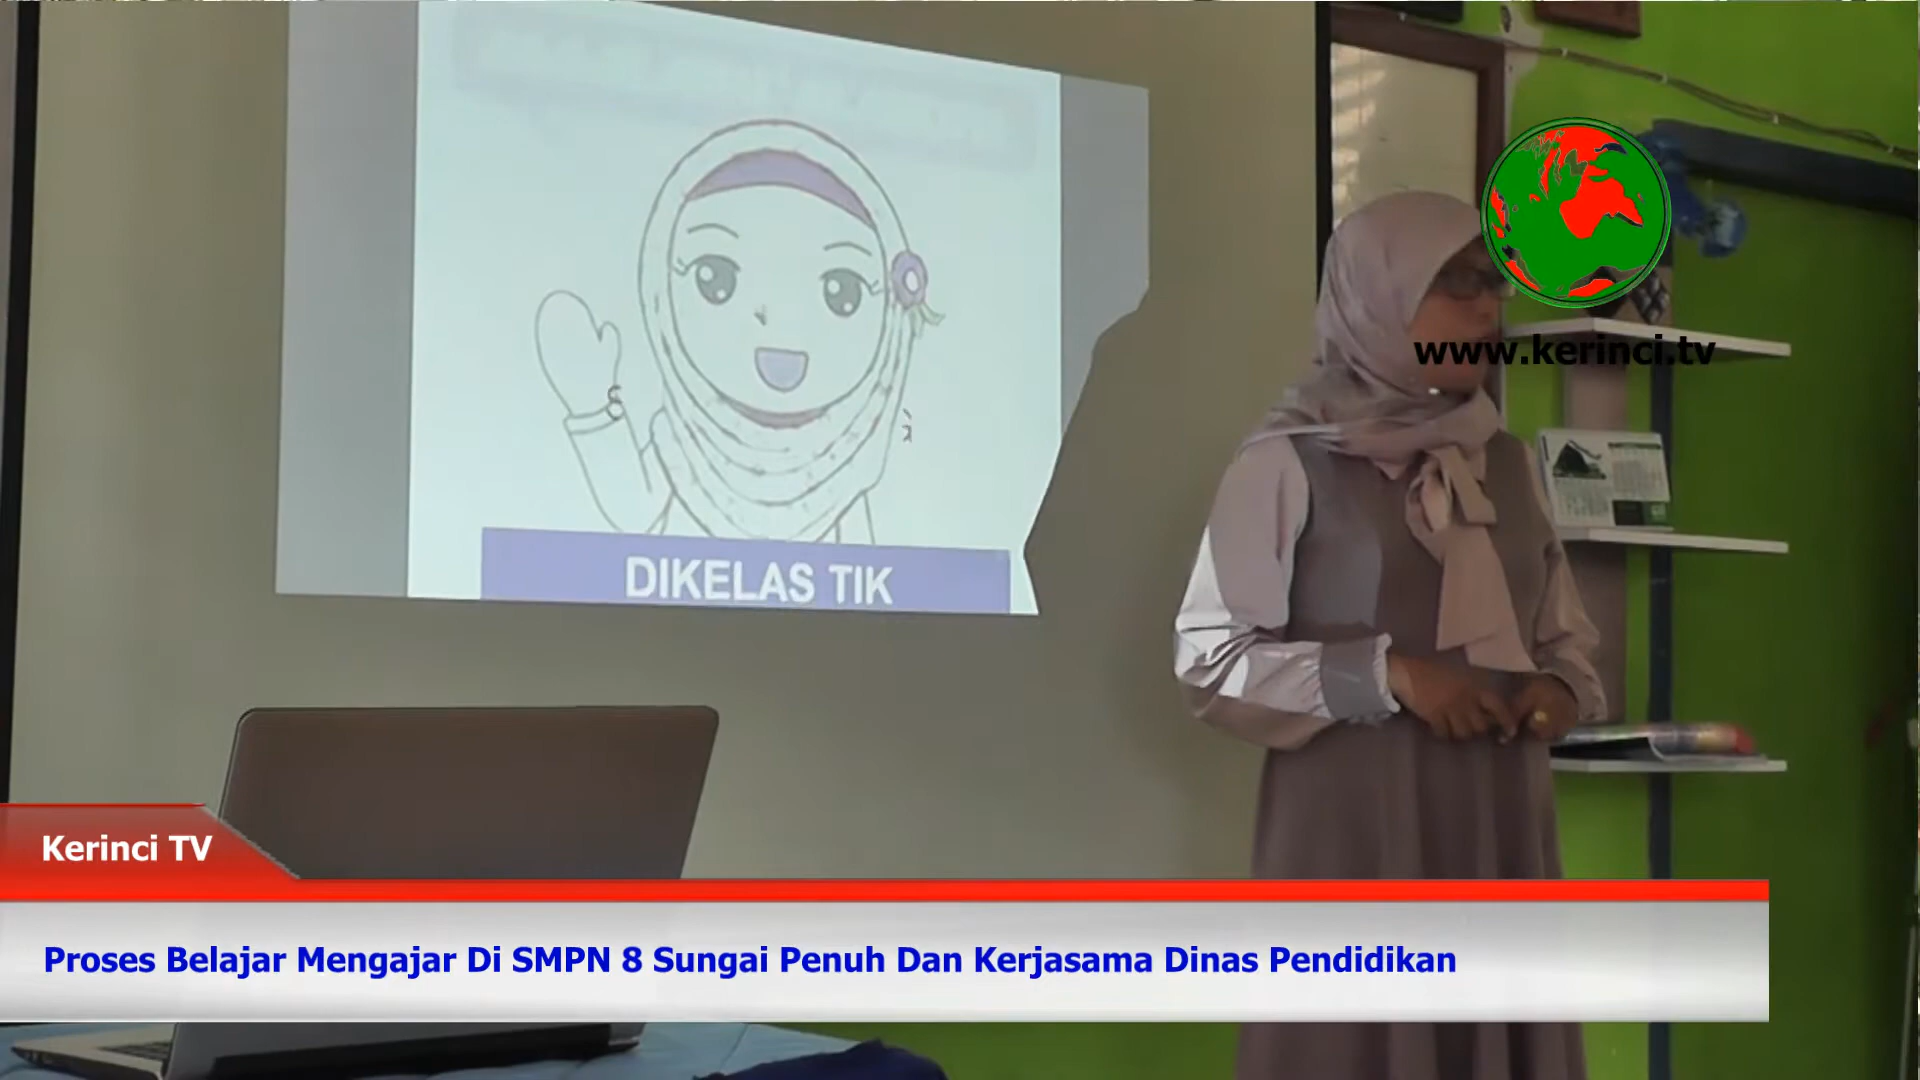 DIKELAS TIK
www.kerinci.tv
Kerinci TV
Proses Belajar Mengajar Di SMPN 8 Sungai Penuh Dan Kerjasama Dinas Pendidikan